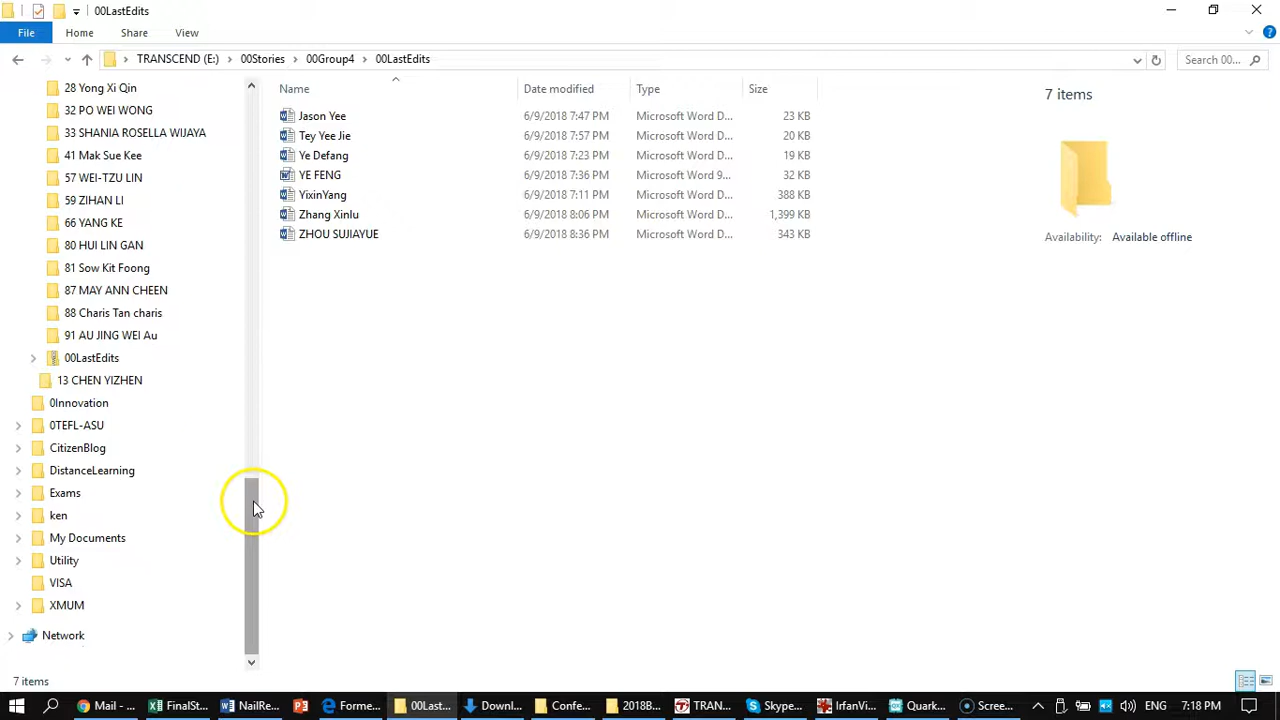 00LastEdits
File Home Share View
TRANSCEND (E:) 00Stories 00Group4 00LastEdits Search 00...
28 Yong Xi Qin
32 PO WEI WONG
33 SHANIA ROSELLA WIJAYA
41 Mak Sue Kee
57 WEI-TZU LIN
59 ZIHAN LI
66 YANG KE
80 HUI LIN GAN
81 Sow Kit Foong
87 MAY ANN CHEEN
88 Charis Tan charis
91 AU JING WEI Au
00LastEdits
13 CHEN YIZHEN
0Innovation
0TEFL-ASU
CitizenBlog
DistanceLearning
Exams
ken
My Documents
Utility
VISA
XMUM
Network
Name Date modified Type Size
Jason Yee 6/9/2018 7:47 PM Microsoft Word D... 23 KB
Tey Yee Jie 6/9/2018 7:57 PM Microsoft Word D... 20 KB
Ye Defang 6/9/2018 7:23 PM Microsoft Word D... 19 KB
YE FENG 6/9/2018 7:36 PM Microsoft Word 9... 32 KB
YixinYang 6/9/2018 7:11 PM Microsoft Word D... 388 KB
Zhang Xinlu 6/9/2018 8:06 PM Microsoft Word D... 1,399 KB
ZHOU SUJIAYUE 6/9/2018 8:36 PM Microsoft Word D... 343 KB
7 items
Availability: Available offline
7 items
Mail - ... FinalSt... NailRe... Forme... 00Last... Downl... Confe... 2018B... TRAN... Skype... IrfanVi... Quark... Scree... 7:18 PM